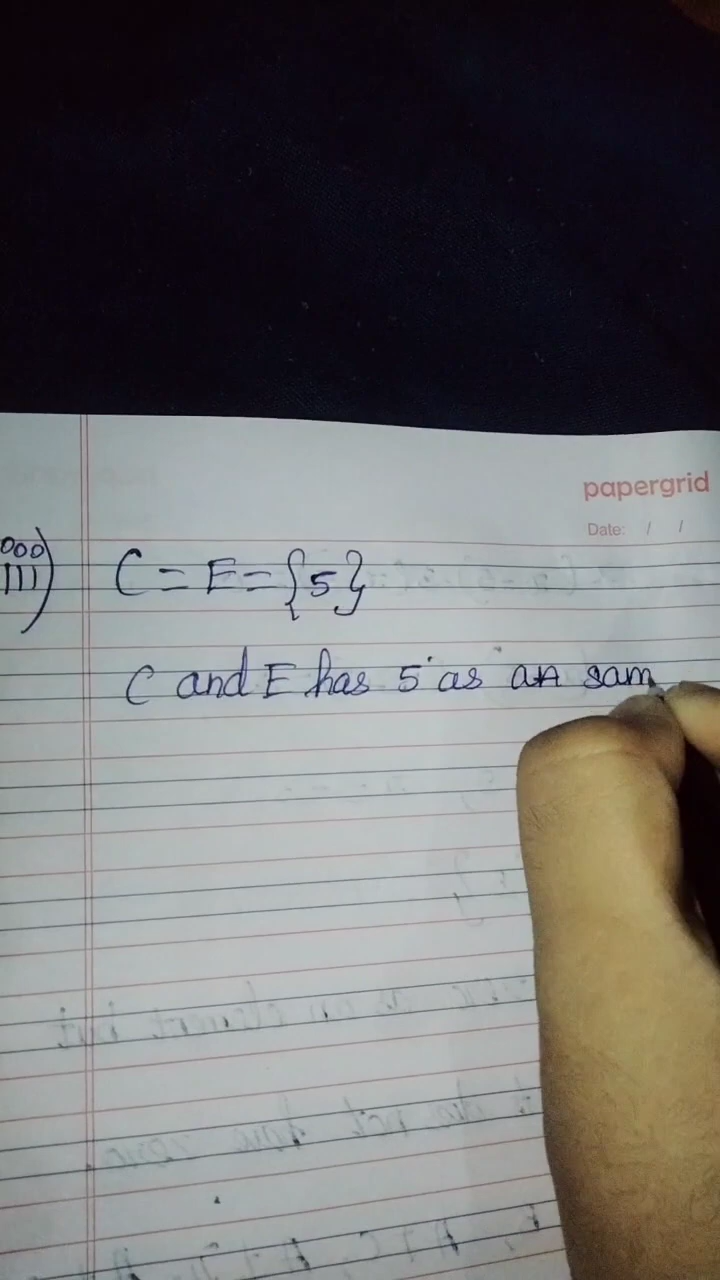 papergrid
Date: / /
iii) C = E = {5}
C and E has 5 as an sam